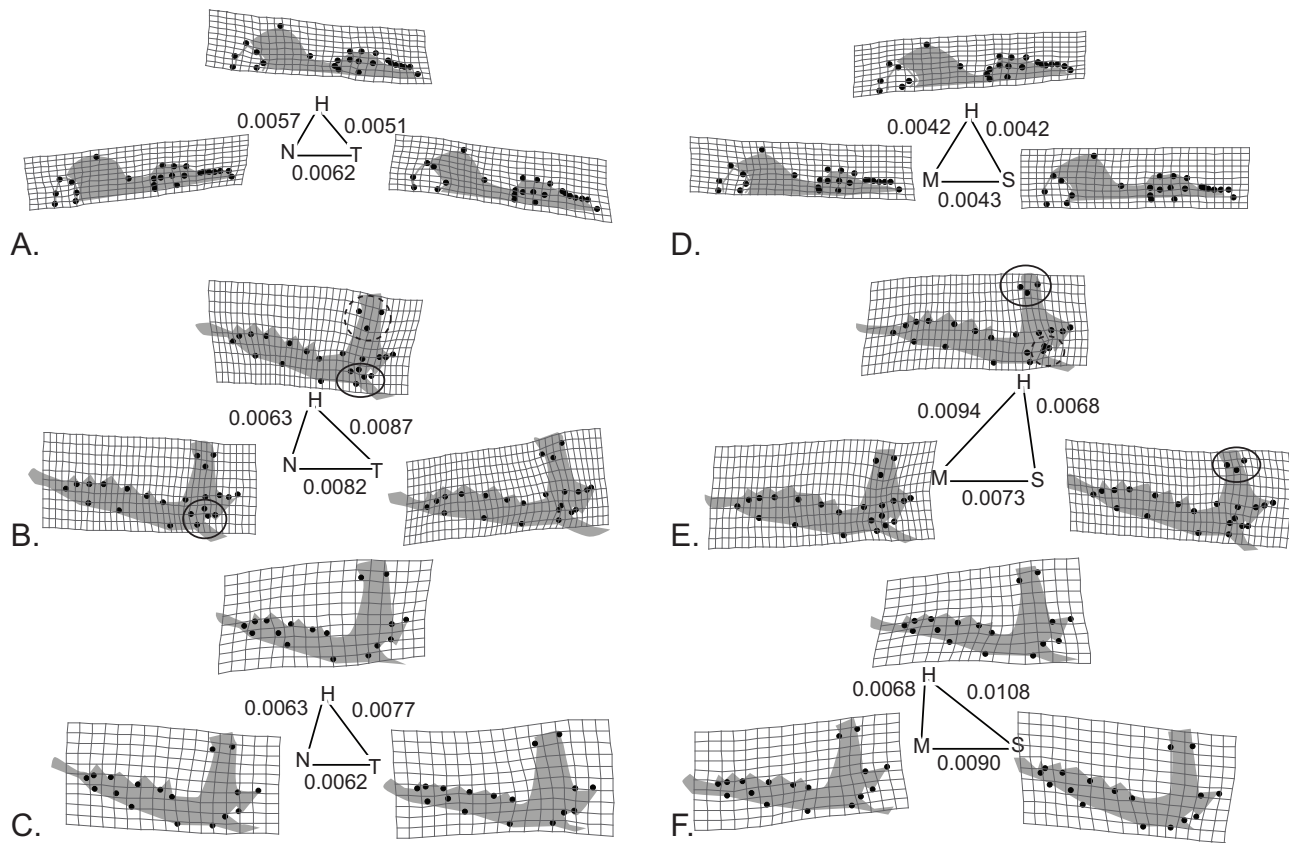 H
0.0057 0.0051
N T
0.0062
A.
H
0.0042 0.0042
M S
0.0043
D.
H
0.0063 0.0087
N T
0.0082
B.
H
0.0094 0.0068
M S
0.0073
E.
H
0.0063 0.0077
N T
0.0062
C.
H
0.0068 0.0108
M S
0.0090
F.